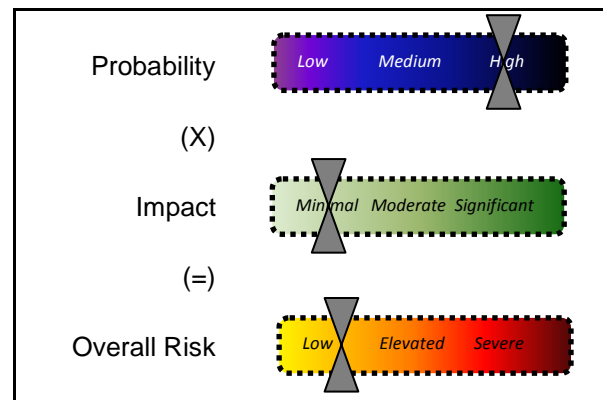 Probability
Low Medium High
(X)
Impact
Minimal Moderate Significant
(=)
Overall Risk
Low Elevated Severe